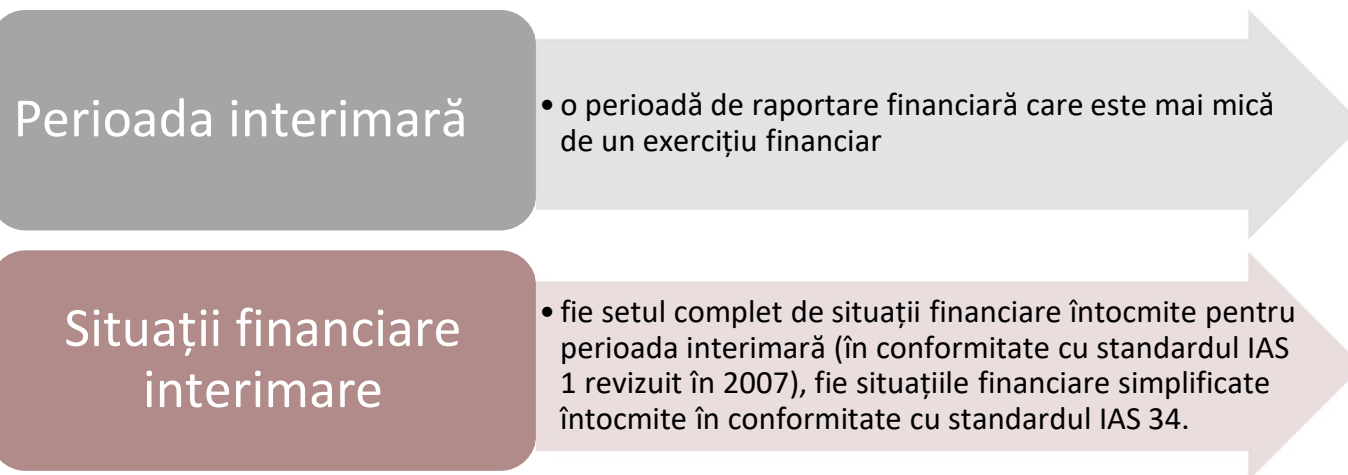 Perioada interimară
• o perioadă de raportare financiară care este mai mică
de un exercițiu financiar
Situații financiare
interimare
• fie setul complet de situații financiare întocmite pentru
perioada interimară (în conformitate cu standardul IAS
1 revizuit în 2007), fie situațiile financiare simplificate
întocmite în conformitate cu standardul IAS 34.